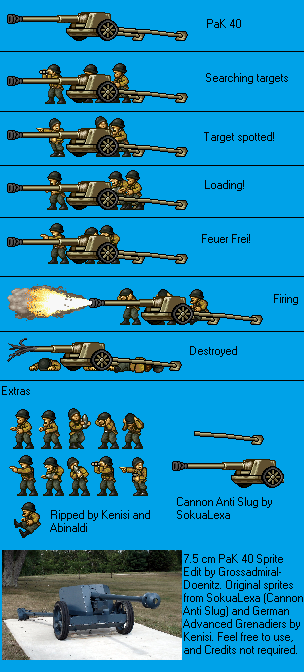 PaK 40
Searching targets
Target spotted!
Loading!
Feuer Frei!
Firing
Destroyed
Extras
Ripped by Kenisi and
Abinaldi
Cannon Anti Slug by
SokuaLexa
7.5 cm PaK 40 Sprite
Edit by Grossadmiral-
Doenitz. Original sprites
from SokuaLexa (Cannon
Anti Slug) and German
Advanced Grenadiers by
Kenisi. Feel free to use,
and Credits not required.